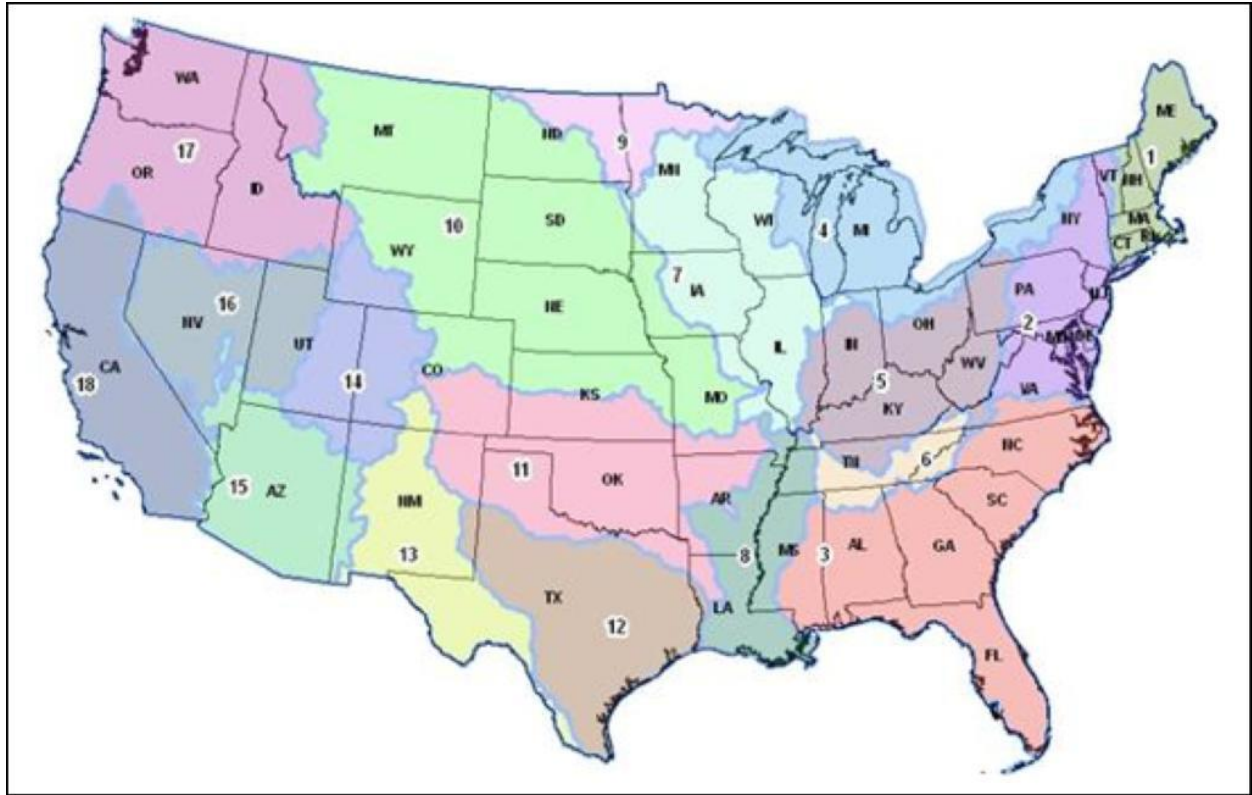 WA
MT
ND
9
MN
ME
1
VT
NH
OR
17
ID
10
SD
WY
WI
4
MI
NY
MA
CT
RI
7
IA
NE
16
NV
UT
PA
NJ
2
MD
DE
OH
IN
IL
WV
VA
18
CA
14
CO
KS
MO
5
KY
TN
6
NC
15
AZ
NM
11
OK
AR
SC
13
8
MS
3
AL
GA
TX
12
LA
FL